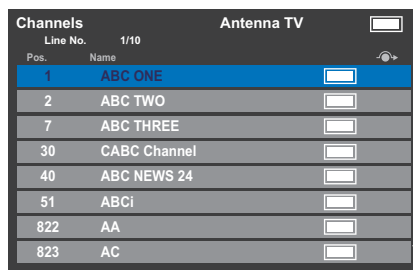 Channels Antenna TV
Line No. 1/10
Pos. Name
1 ABC ONE
2 ABC TWO
7 ABC THREE
30 CABC Channel
40 ABC NEWS 24
51 ABCi
822 AA
823 AC